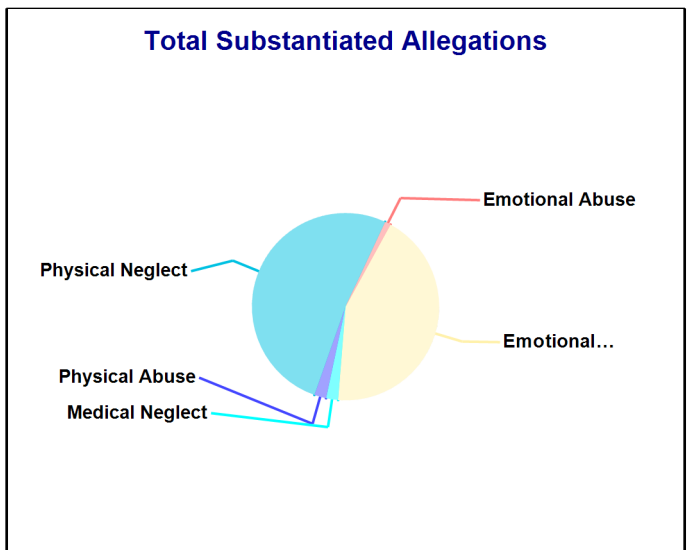 Total Substantiated Allegations
Emotional Abuse
Physical Neglect
Emotional…
Physical Abuse
Medical Neglect